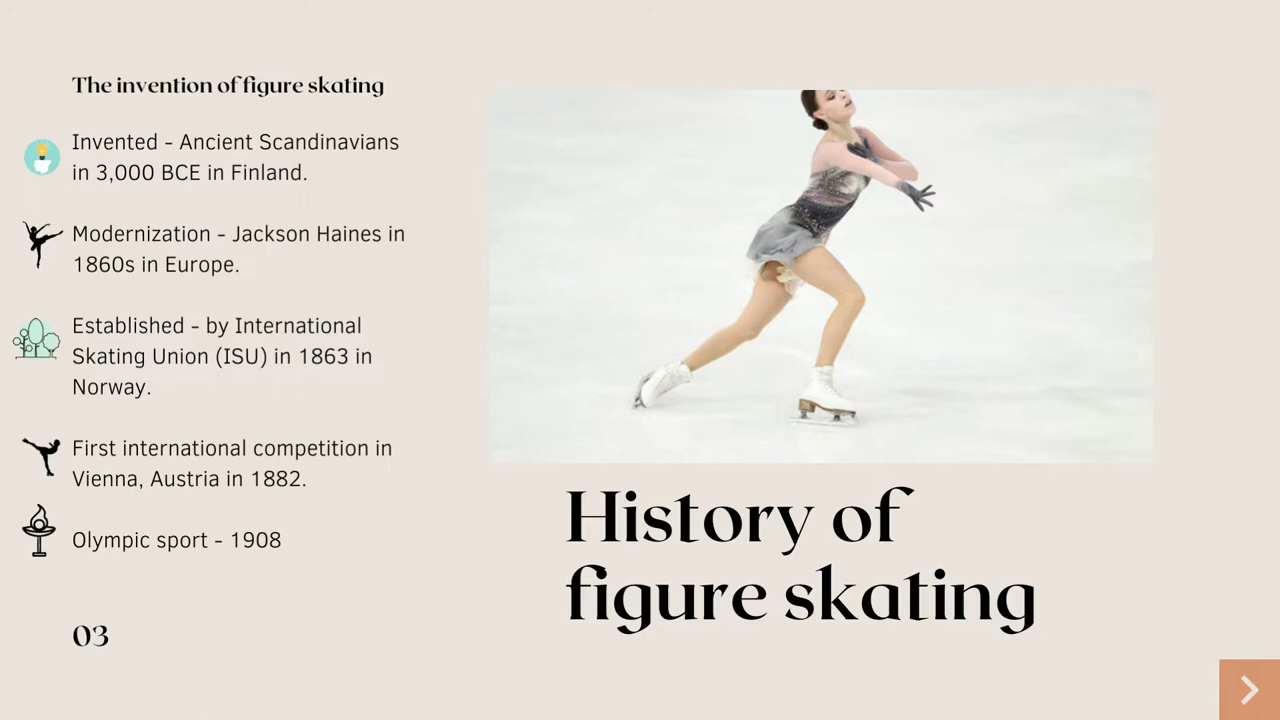 The invention of figure skating
Invented - Ancient Scandinavians
in 3,000 BCE in Finland.
Modernization - Jackson Haines in
1860s in Europe.
Established - by International
Skating Union (ISU) in 1863 in
Norway.
First international competition in
Vienna, Austria in 1882.
Olympic sport - 1908
03
History of
figure skating